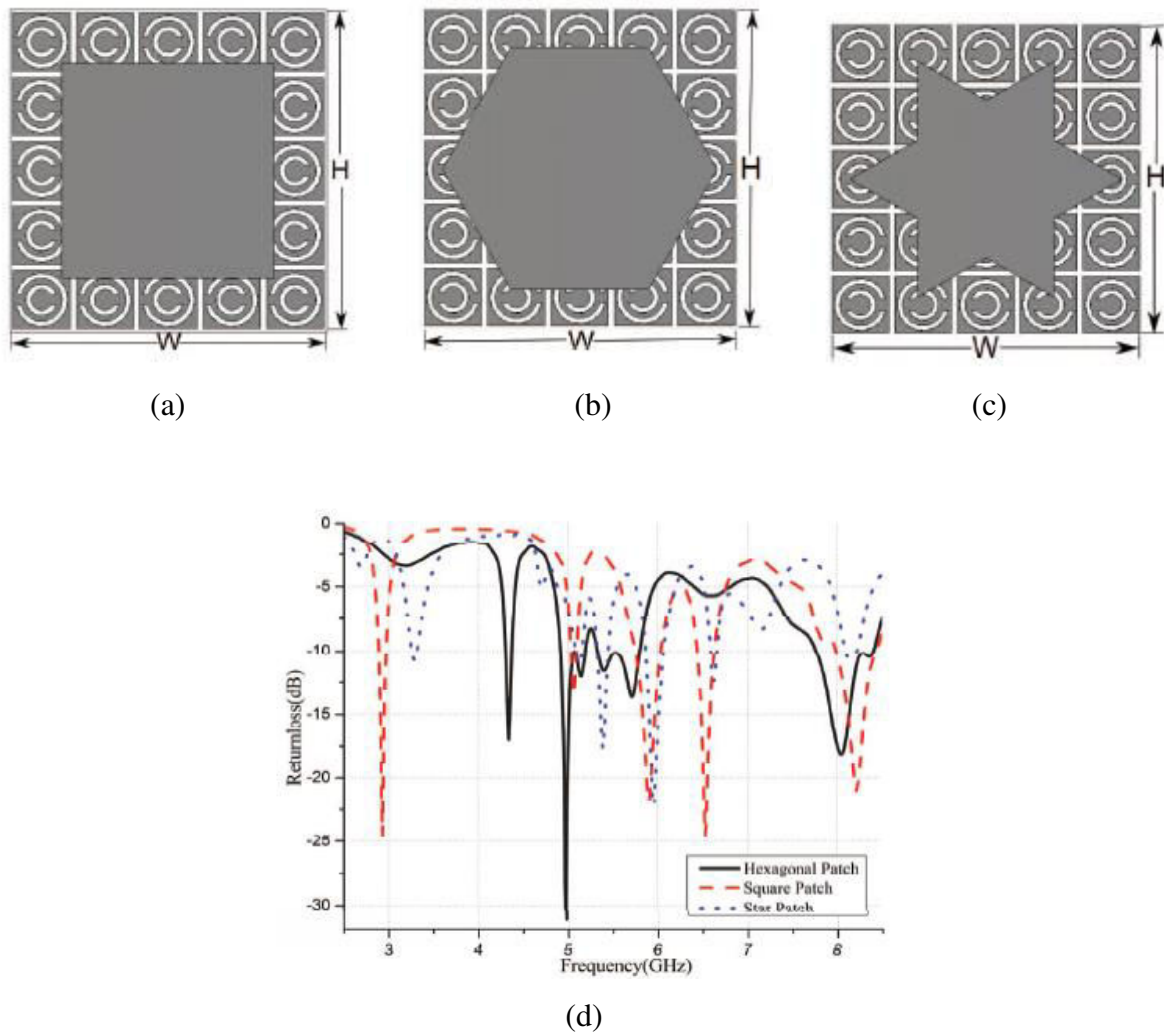 H
W
(a)
H
W
(b)
H
W
(c)
0
-5
-10
-15
-20
-25
-30
Returnloss(dB)
Hexagonal Patch
Square Patch
Star Patch
3 4 5 6 7 8
Frequency(GHz)
(d)